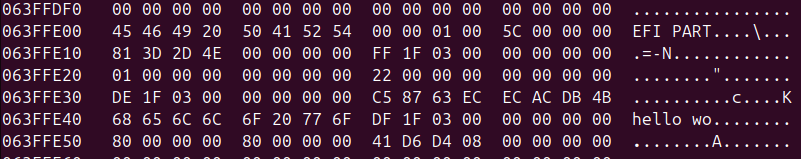 063FFDF0 00 00 00 00 00 00 00 00 00 00 00 00 00 00 00 00 ................
063FFE00 45 46 49 20 50 41 52 54 00 00 01 00 5C 00 00 00 EFI PART....\...
063FFE10 81 3D 2D 4E 00 00 00 00 FF 1F 03 00 00 00 00 00 .=-N............
063FFE20 01 00 00 00 00 00 00 00 22 00 00 00 00 00 00 00 ........".......
063FFE30 DE 1F 03 00 00 00 00 00 C5 87 63 EC EC AC DB 4B ..........c....K
063FFE40 68 65 6C 6C 6F 20 77 6F DF 1F 03 00 00 00 00 00 hello wo........
063FFE50 80 00 00 00 80 00 00 00 41 D6 D4 08 00 00 00 00 ........A.......